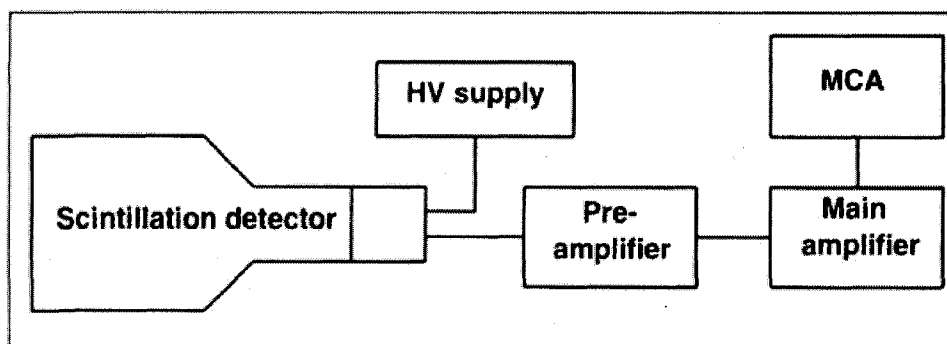 HV supply
MCA
Scintillation detector
Pre-
amplifier
Main
amplifier